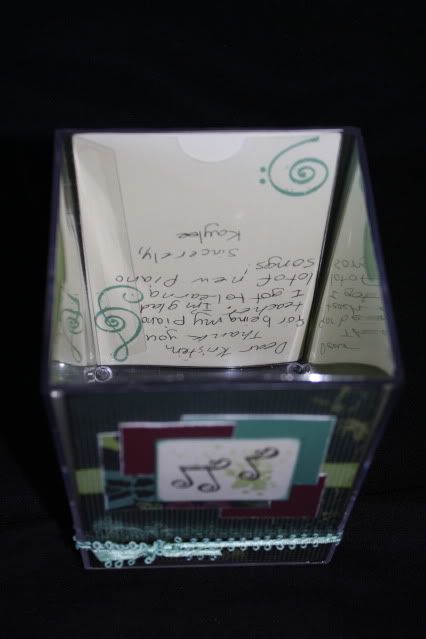 Dear Kristen,
Thank you
for being my piano
teacher. I'm glad
I got to learn a
lot of new piano
songs.
Sincerely,
Kaylee